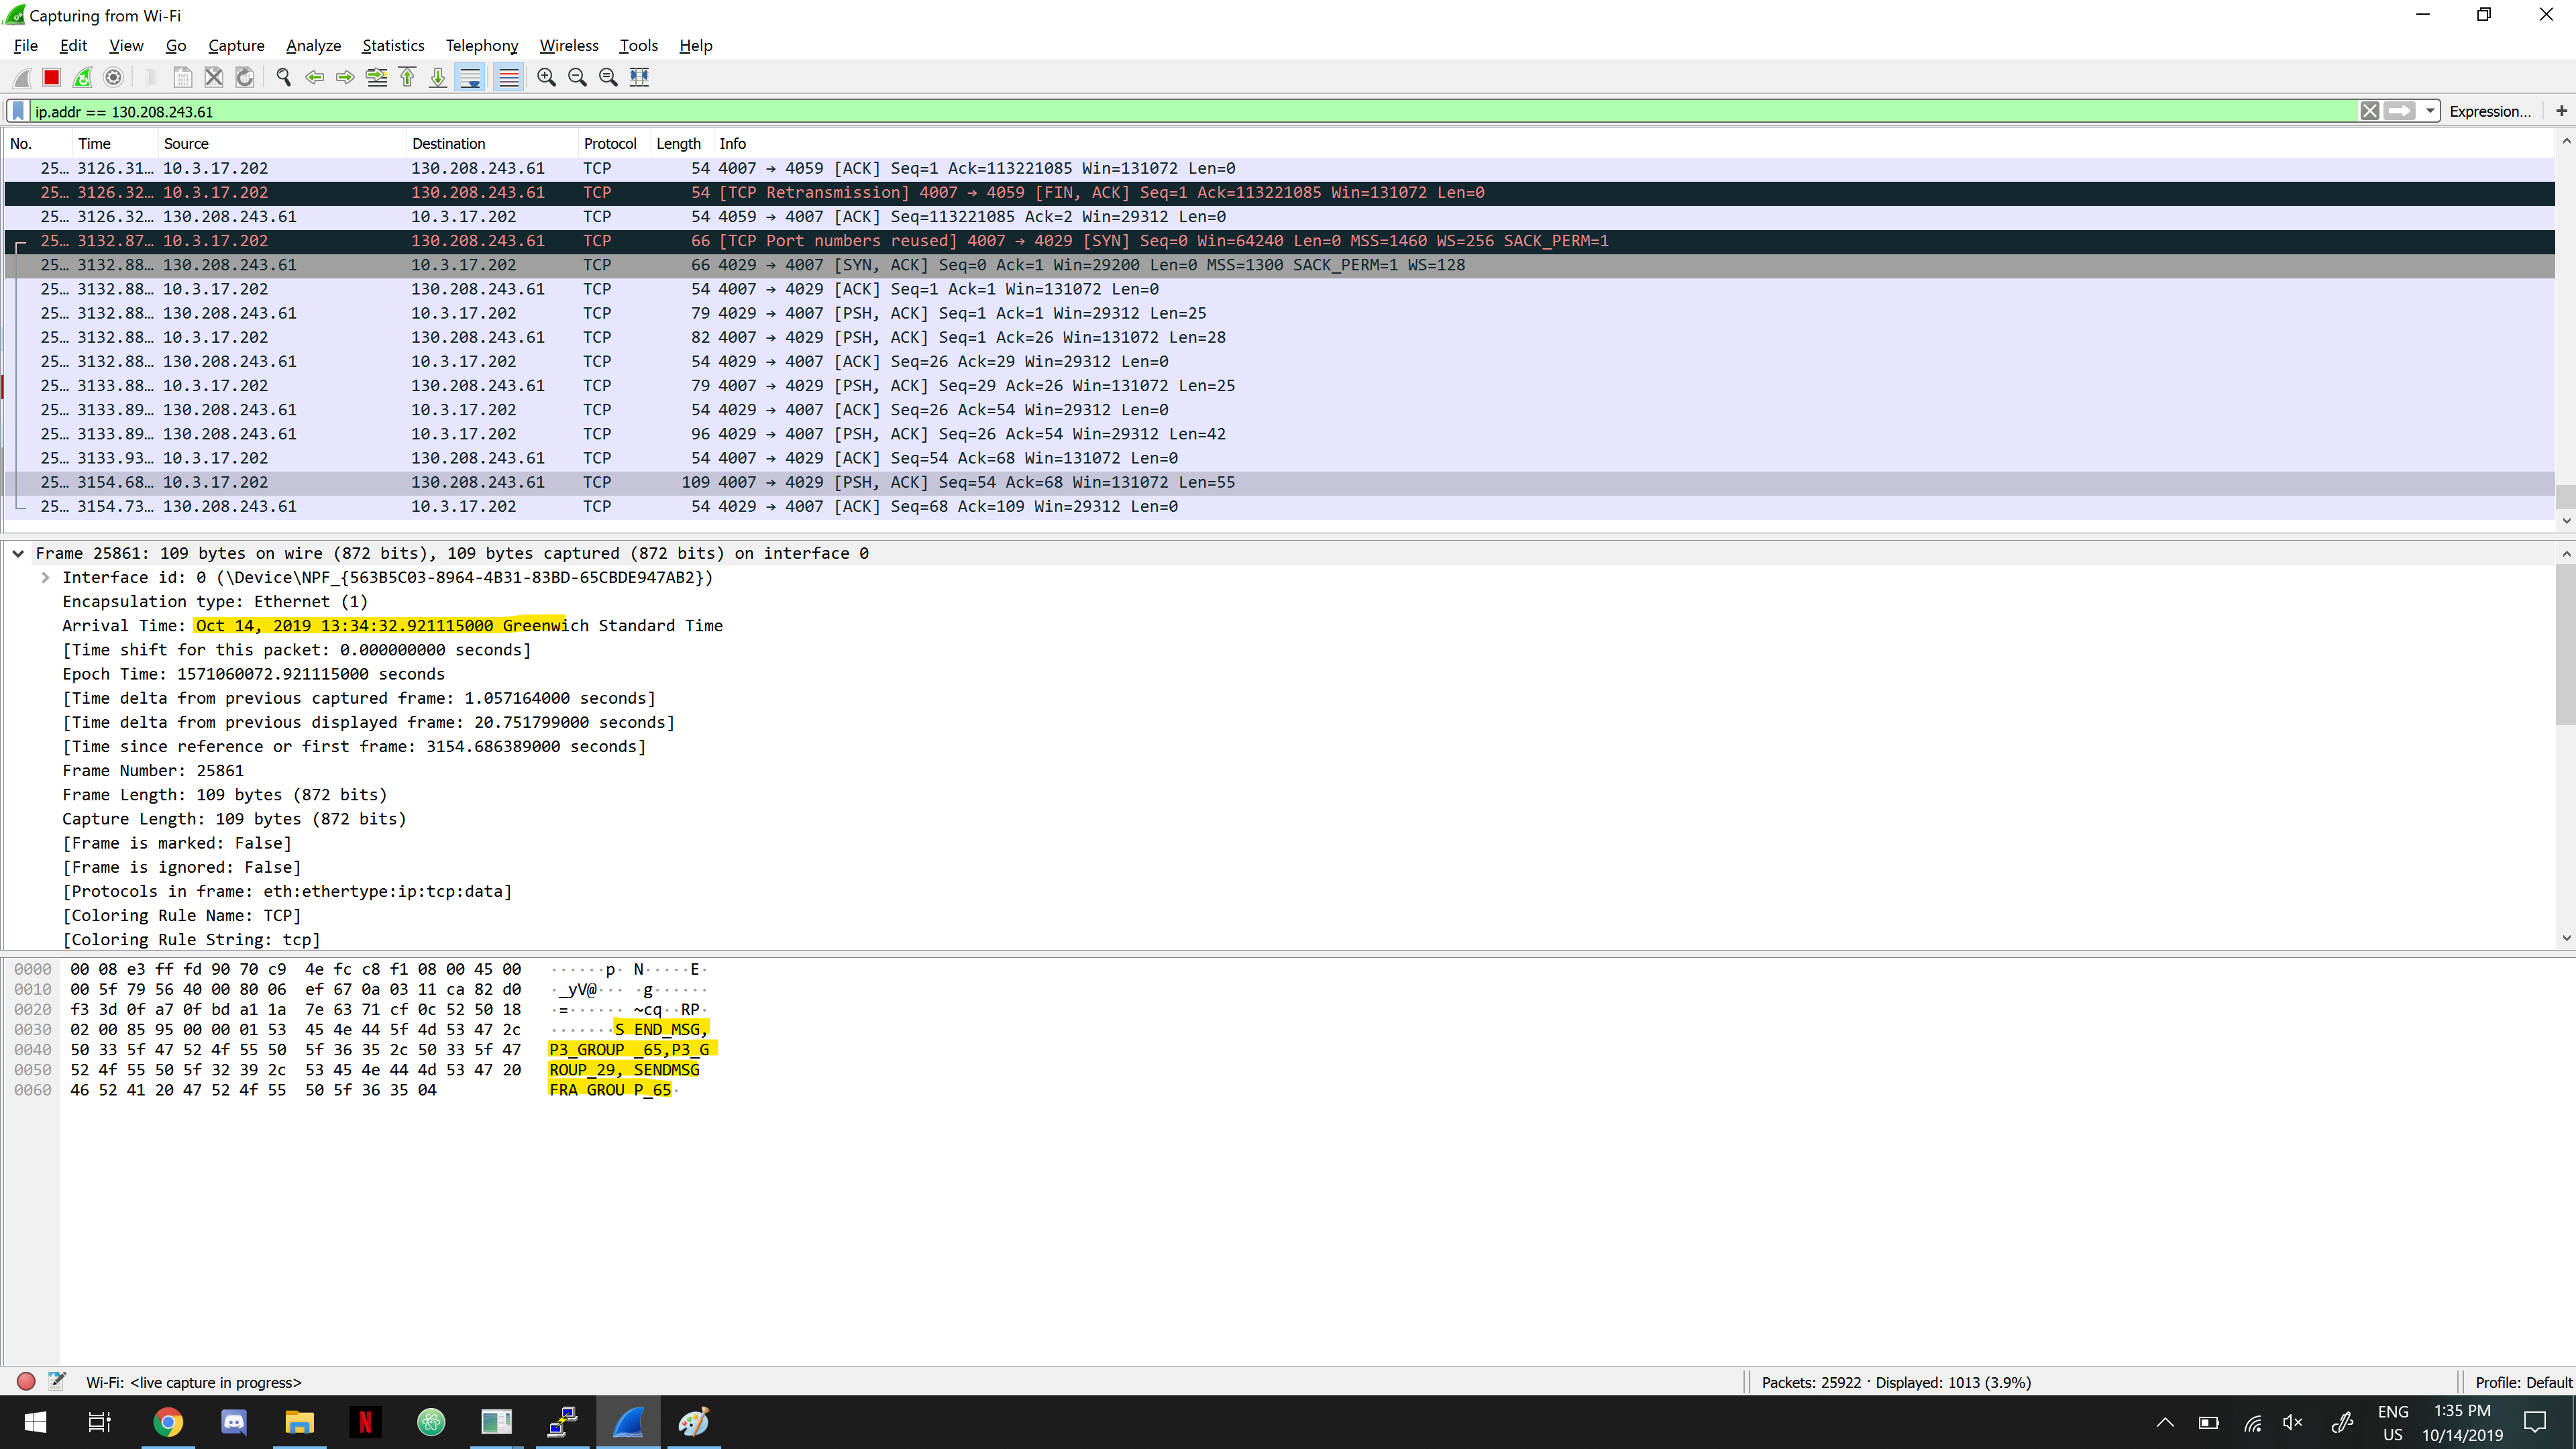 Capturing from Wi-Fi
File Edit View Go Capture Analyze Statistics Telephony Wireless Tools Help
ip.addr == 130.208.243.61 Expression... +
No. Time Source Destination Protocol Length Info
25… 3126.31… 10.3.17.202 130.208.243.61 TCP 54 4007 → 4059 [ACK] Seq=1 Ack=113221085 Win=131072 Len=0
25… 3126.32… 10.3.17.202 130.208.243.61 TCP 54 [TCP Retransmission] 4007 → 4059 [FIN, ACK] Seq=1 Ack=113221085 Win=131072 Len=0
25… 3126.32… 130.208.243.61 10.3.17.202 TCP 54 4059 → 4007 [ACK] Seq=113221085 Ack=2 Win=29312 Len=0
25… 3132.87… 10.3.17.202 130.208.243.61 TCP 66 [TCP Port numbers reused] 4007 → 4029 [SYN] Seq=0 Win=64240 Len=0 MSS=1460 WS=256 SACK_PERM=1
25… 3132.88… 130.208.243.61 10.3.17.202 TCP 66 4029 → 4007 [SYN, ACK] Seq=0 Ack=1 Win=29200 Len=0 MSS=1300 SACK_PERM=1 WS=128
25… 3132.88… 10.3.17.202 130.208.243.61 TCP 54 4007 → 4029 [ACK] Seq=1 Ack=1 Win=131072 Len=0
25… 3132.88… 130.208.243.61 10.3.17.202 TCP 79 4029 → 4007 [PSH, ACK] Seq=1 Ack=1 Win=29312 Len=25
25… 3132.88… 10.3.17.202 130.208.243.61 TCP 82 4007 → 4029 [PSH, ACK] Seq=1 Ack=26 Win=131072 Len=28
25… 3132.88… 130.208.243.61 10.3.17.202 TCP 54 4029 → 4007 [ACK] Seq=26 Ack=29 Win=29312 Len=0
25… 3133.88… 10.3.17.202 130.208.243.61 TCP 79 4007 → 4029 [PSH, ACK] Seq=29 Ack=26 Win=131072 Len=25
25… 3133.89… 130.208.243.61 10.3.17.202 TCP 54 4029 → 4007 [ACK] Seq=26 Ack=54 Win=29312 Len=0
25… 3133.89… 130.208.243.61 10.3.17.202 TCP 96 4029 → 4007 [PSH, ACK] Seq=26 Ack=54 Win=29312 Len=42
25… 3133.93… 10.3.17.202 130.208.243.61 TCP 54 4007 → 4029 [ACK] Seq=54 Ack=68 Win=131072 Len=0
25… 3154.68… 10.3.17.202 130.208.243.61 TCP 109 4007 → 4029 [PSH, ACK] Seq=54 Ack=68 Win=131072 Len=55
25… 3154.73… 130.208.243.61 10.3.17.202 TCP 54 4029 → 4007 [ACK] Seq=68 Ack=109 Win=29312 Len=0
Frame 25861: 109 bytes on wire (872 bits), 109 bytes captured (872 bits) on interface 0
Interface id: 0 (\Device\NPF_{563B5C03-8964-4B31-83BD-65CBDE947AB2})
Encapsulation type: Ethernet (1)
Arrival Time: Oct 14, 2019 13:34:32.921115000 Greenwich Standard Time
[Time shift for this packet: 0.000000000 seconds]
Epoch Time: 1571060072.921115000 seconds
[Time delta from previous captured frame: 1.057164000 seconds]
[Time delta from previous displayed frame: 20.751799000 seconds]
[Time since reference or first frame: 3154.686389000 seconds]
Frame Number: 25861
Frame Length: 109 bytes (872 bits)
Capture Length: 109 bytes (872 bits)
[Frame is marked: False]
[Frame is ignored: False]
[Protocols in frame: eth:ethertype:ip:tcp:data]
[Coloring Rule Name: TCP]
[Coloring Rule String: tcp]
0000 00 08 e3 ff fd 90 70 c9 4e fc c8 f1 08 00 45 00 ······p· N·····E·
0010 00 5f 79 56 40 00 80 06 ef 67 0a 03 11 ca 82 d0 ·_yV@··· ·g······
0020 f3 3d 0f a7 0f bd a1 1a 7e 63 71 cf 0c 52 50 18 ·=······ ~cq··RP·
0030 02 00 85 95 00 00 01 53 45 4e 44 5f 4d 53 47 2c ·······S END_MSG,
0040 50 33 5f 47 52 4f 55 50 5f 36 35 2c 50 33 5f 47 P3_GROUP _65,P3_G
0050 52 4f 55 50 5f 32 39 2c 53 45 4e 44 4d 53 47 20 ROUP_29, SENDMSG
0060 46 52 41 20 47 52 4f 55 50 5f 36 35 04 FRA GROU P_65·
Wi-Fi: <live capture in progress> Packets: 25922 · Displayed: 1013 (3.9%) Profile: Default
ENG 1:35 PM
US 10/14/2019